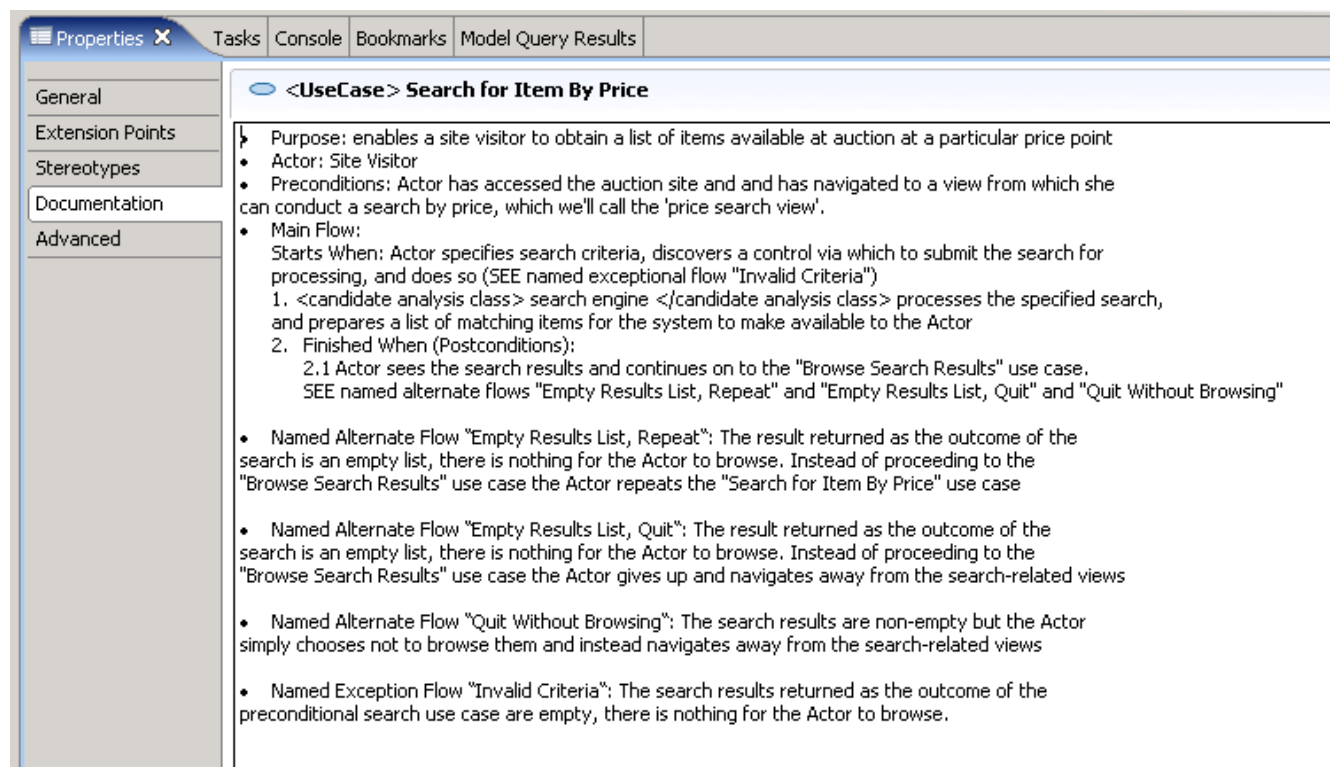 Properties Tasks Console Bookmarks Model Query Results
General
Extension Points
Stereotypes
Documentation
Advanced
<UseCase> Search for Item By Price
• Purpose: enables a site visitor to obtain a list of items available at auction at a particular price point
• Actor: Site Visitor
• Preconditions: Actor has accessed the auction site and and has navigated to a view from which she
can conduct a search by price, which we'll call the 'price search view'.
• Main Flow:
Starts When: Actor specifies search criteria, discovers a control via which to submit the search for
processing, and does so (SEE named exceptional flow "Invalid Criteria")
1. <candidate analysis class> search engine </candidate analysis class> processes the specified search,
and prepares a list of matching items for the system to make available to the Actor
2. Finished When (Postconditions):
2.1 Actor sees the search results and continues on to the "Browse Search Results" use case.
SEE named alternate flows "Empty Results List, Repeat" and "Empty Results List, Quit" and "Quit Without Browsing"
• Named Alternate Flow "Empty Results List, Repeat": The result returned as the outcome of the
search is an empty list, there is nothing for the Actor to browse. Instead of proceeding to the
"Browse Search Results" use case the Actor repeats the "Search for Item By Price" use case
• Named Alternate Flow "Empty Results List, Quit": The result returned as the outcome of the
search is an empty list, there is nothing for the Actor to browse. Instead of proceeding to the
"Browse Search Results" use case the Actor gives up and navigates away from the search-related views
• Named Alternate Flow "Quit Without Browsing": The search results are non-empty but the Actor
simply chooses not to browse them and instead navigates away from the search-related views
• Named Exception Flow "Invalid Criteria": The search results returned as the outcome of the
preconditional search use case are empty, there is nothing for the Actor to browse.